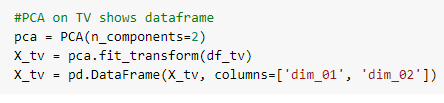 #PCA on TV shows dataframe
pca = PCA(n_components=2)
X_tv = pca.fit_transform(df_tv)
X_tv = pd.DataFrame(X_tv, columns=['dim_01', 'dim_02'])